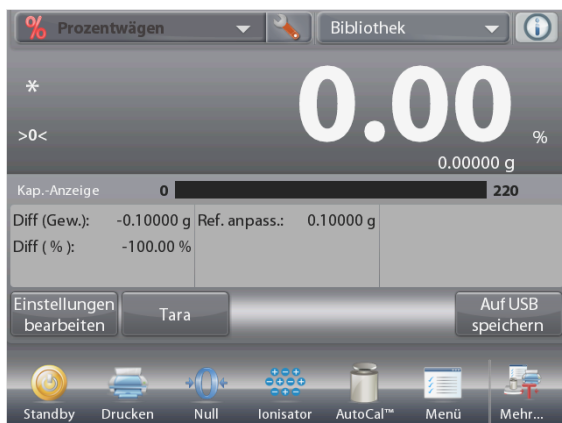 % Prozentwägen
Bibliothek
*
0.00 %
>0<
0.00000 g
Kap.-Anzeige 0 220
Diff (Gew.): -0.10000 g Ref. anpass.: 0.10000 g
Diff ( % ): -100.00 %
Einstellungen bearbeiten
Tara
Auf USB speichern
Standby Drucken Null Ionisator AutoCal™ Menü Mehr...